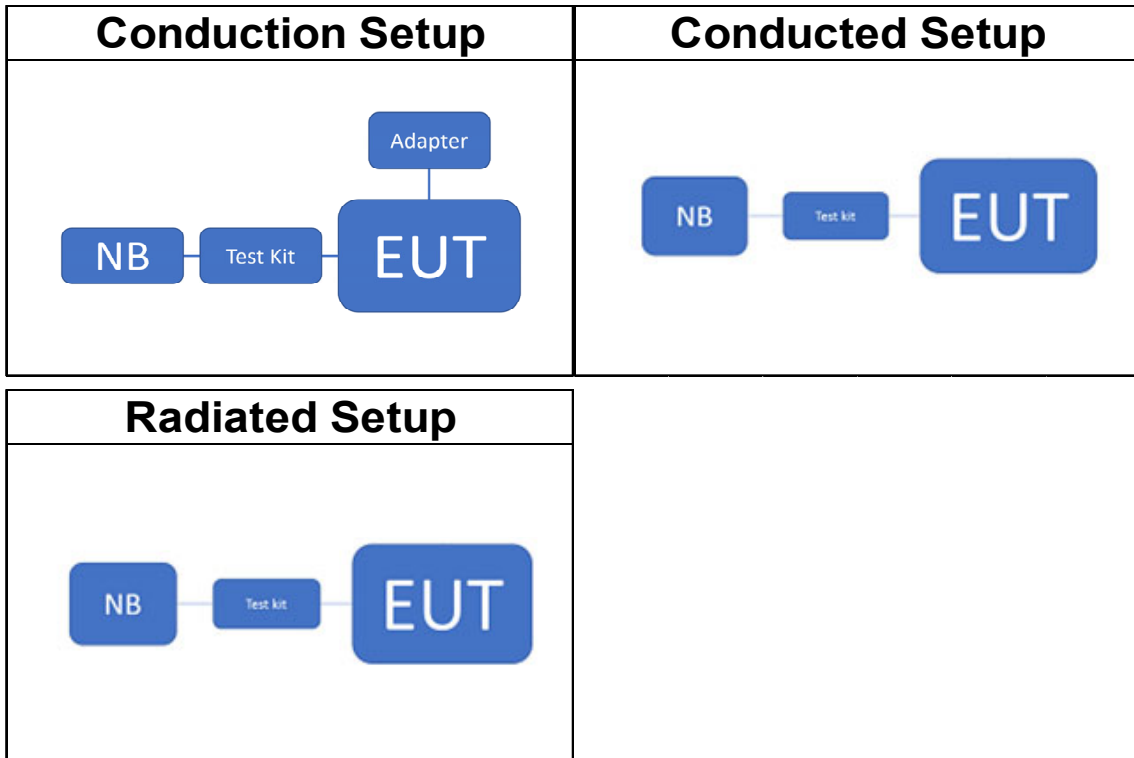 Conduction Setup
Adapter
NB
Test Kit
EUT
Conducted Setup
NB
Test kit
EUT
Radiated Setup
NB
Test kit
EUT